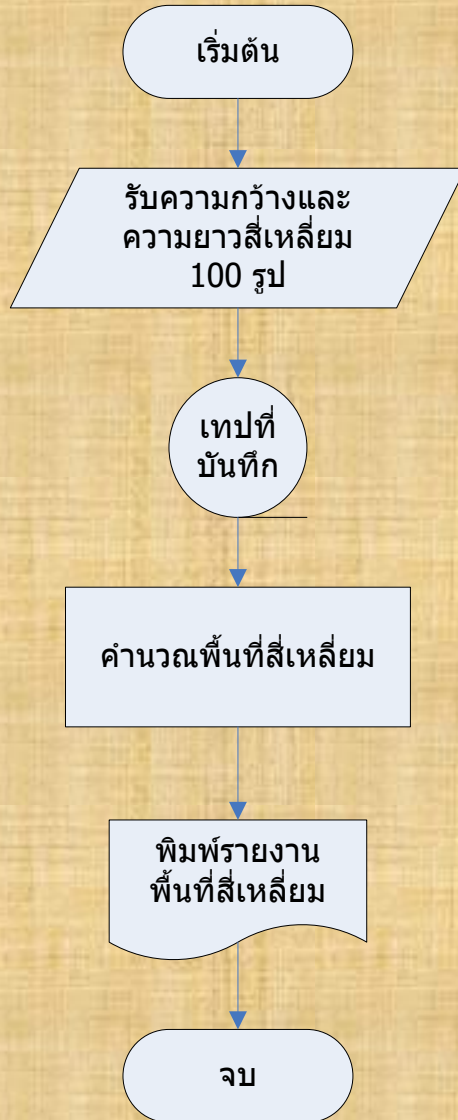 เริ่มต้น
รับความกว้างและ
ความยาวสี่เหลี่ยม
100 รูป
เทปที่
บันทึก
คำนวณพื้นที่สี่เหลี่ยม
พิมพ์รายงาน
พื้นที่สี่เหลี่ยม
จบ